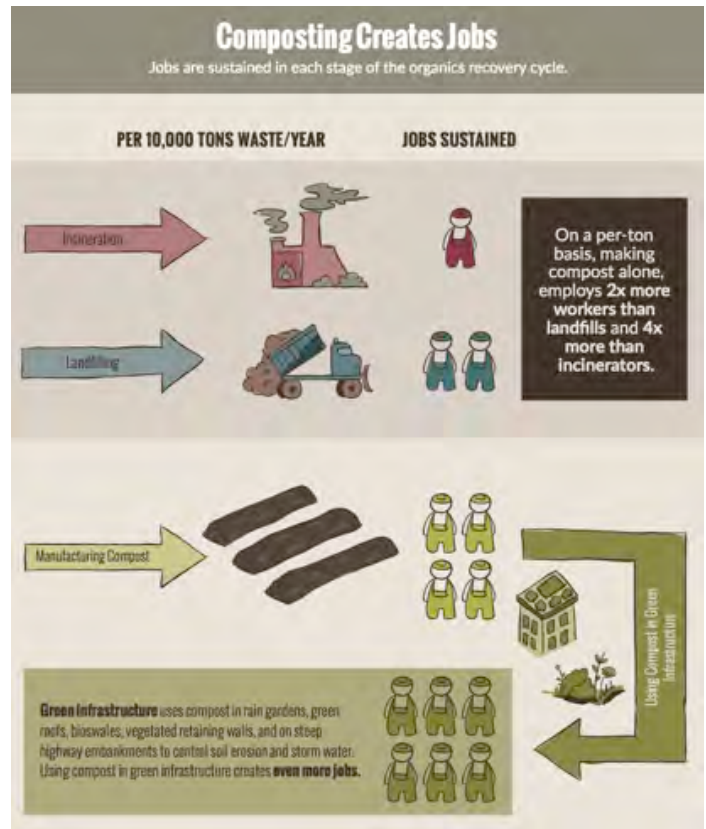 Composting Creates Jobs
Jobs are sustained in each stage of the organics recovery cycle.
PER 10,000 TONS WASTE/YEAR
JOBS SUSTAINED
Incineration
On a per-ton
basis, making
compost alone,
employs 2x more
workers than
landfills and 4x
more than
incinerators.
Landfilling
Manufacturing Compost
Using Compost in Green
Infrastructure
Green Infrastructure uses compost in rain gardens, green
roofs, bioswales, vegetated retaining walls, and on steep
highway embankments to control soil erosion and storm water.
Using compost in green infrastructure creates even more jobs.